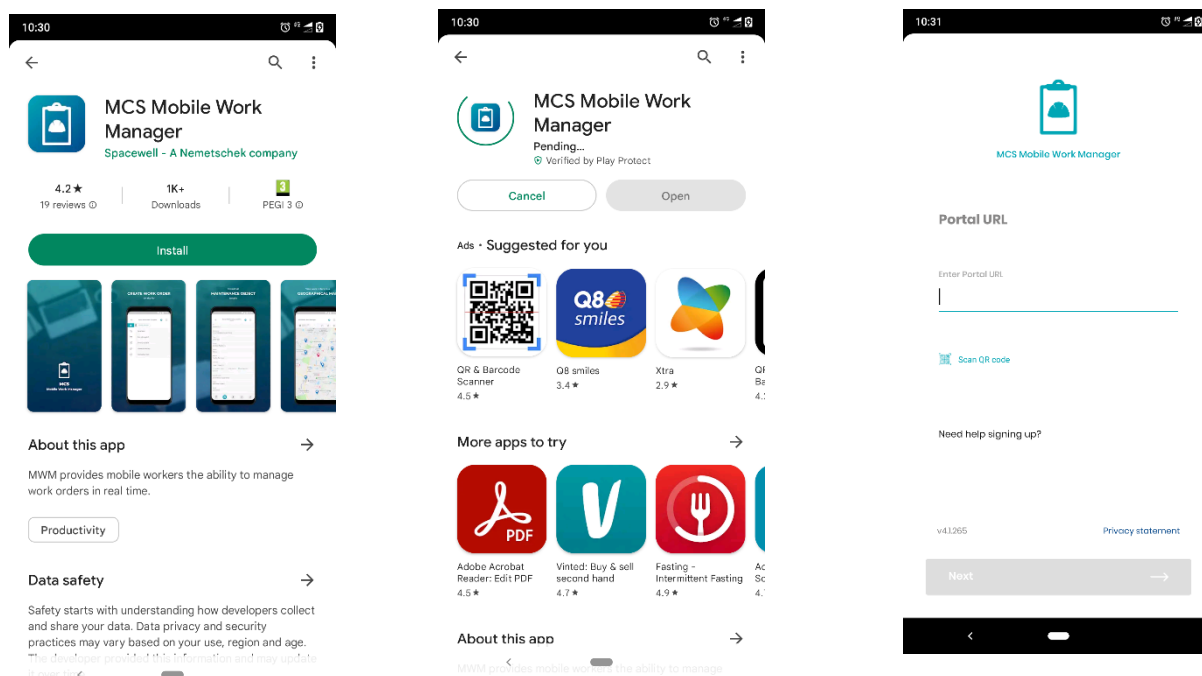 10:30
MCS Mobile Work
Manager
Spacewell - A Nemetschek company
4.2★
19 reviews
1K+
Downloads
3
PEGI 3
Install
CREATE WORK ORDER
MAINTENANCE OBJECT
MCS
Mobile Work Manager
About this app
MWM provides mobile workers the ability to manage
work orders in real time.
Productivity
Data safety
Safety starts with understanding how developers collect
and share your data. Data privacy and security
practices may vary based on your use, region and age.
The developer provided this information and may update
it over time.
10:30
MCS Mobile Work
Manager
Pending...
Verified by Play Protect
Cancel
Open
Ads · Suggested for you
Q8
smiles
QR & Barcode
Scanner
4.5★
Q8 smiles
3.4★
Xtra
2.9★
More apps to try
PDF
Adobe Acrobat
Reader: Edit PDF
4.5★
Vinted: Buy & sell
second hand
4.7★
Fasting -
Intermittent Fasting
4.9★
About this app
MWM provides mobile workers the ability to manage
10:31
MCS Mobile Work Manager
Portal URL
Enter Portal URL
Scan QR code
Need help signing up?
v4.1.265
Privacy statement
Next